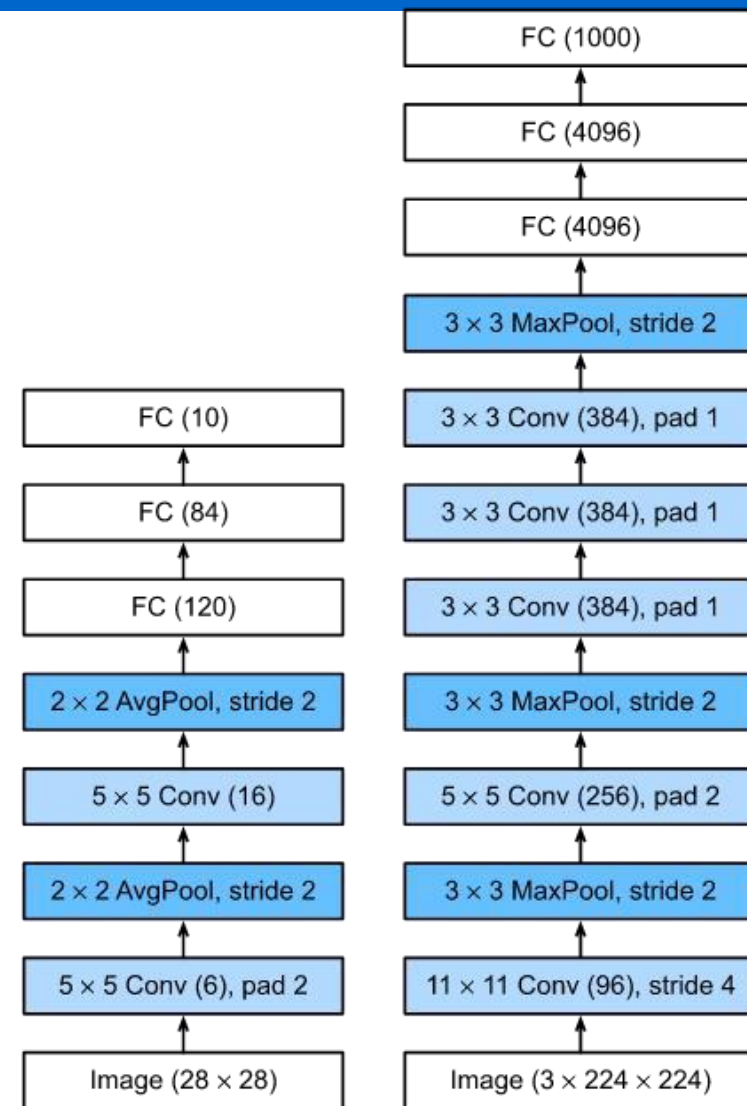 FC (1000)
FC (4096)
FC (4096)
3 × 3 MaxPool, stride 2
3 × 3 Conv (384), pad 1
3 × 3 Conv (384), pad 1
3 × 3 Conv (384), pad 1
3 × 3 MaxPool, stride 2
5 × 5 Conv (256), pad 2
3 × 3 MaxPool, stride 2
11 × 11 Conv (96), stride 4
Image (3 × 224 × 224)
FC (10)
FC (84)
FC (120)
2 × 2 AvgPool, stride 2
5 × 5 Conv (16)
2 × 2 AvgPool, stride 2
5 × 5 Conv (6), pad 2
Image (28 × 28)